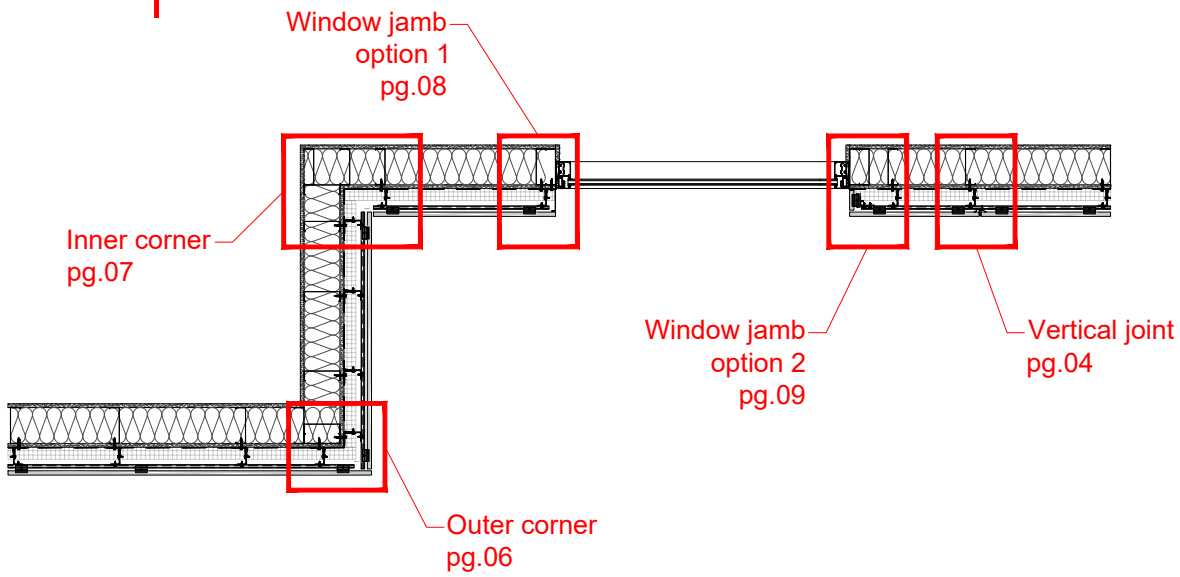 Window jamb
option 1
pg.08
Inner corner
pg.07
Window jamb
option 2
pg.09
Vertical joint
pg.04
Outer corner
pg.06